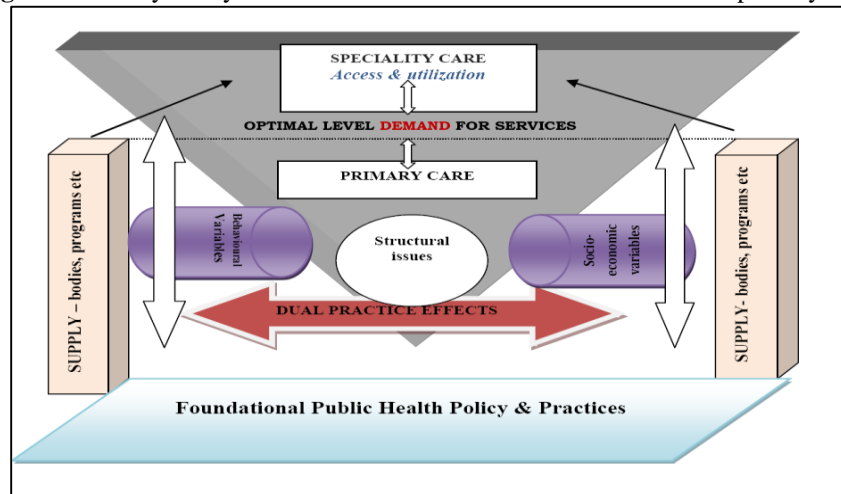 SPECIALITY CARE
Access & utilization
OPTIMAL LEVEL DEMAND FOR SERVICES
PRIMARY CARE
SUPPLY – bodies, programs etc
Behavioural
Variables
Structural
issues
Socio-
economic
variables
SUPPLY- bodies, programs etc
DUAL PRACTICE EFFECTS
Foundational Public Health Policy & Practices